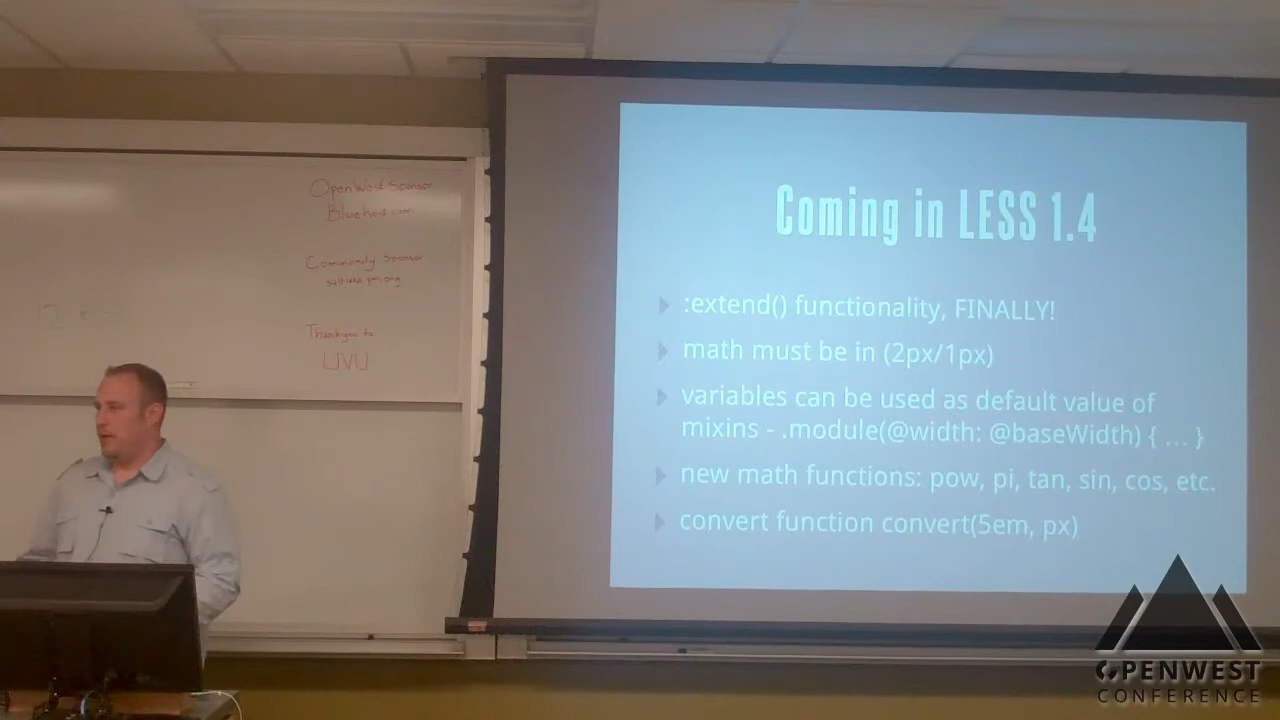 OpenWest Sponsor
Bluehost.com
Community Sponsor
Thank you to
UVU
Coming in LESS 1.4
:extend() functionality, FINALLY!
math must be in (2px/1px)
variables can be used as default value of
mixins - .module(@width: @baseWidth) { ... }
new math functions: pow, pi, tan, sin, cos, etc.
convert function convert(5em, px)
OPENWEST
CONFERENCE